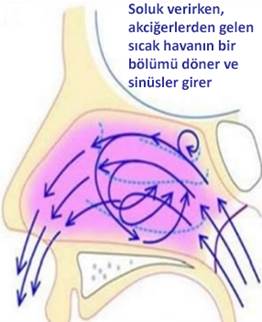 Soluk verirken,
akciğerlerden gelen
sıcak havanın bir
bölümü döner ve
sinüsler girer